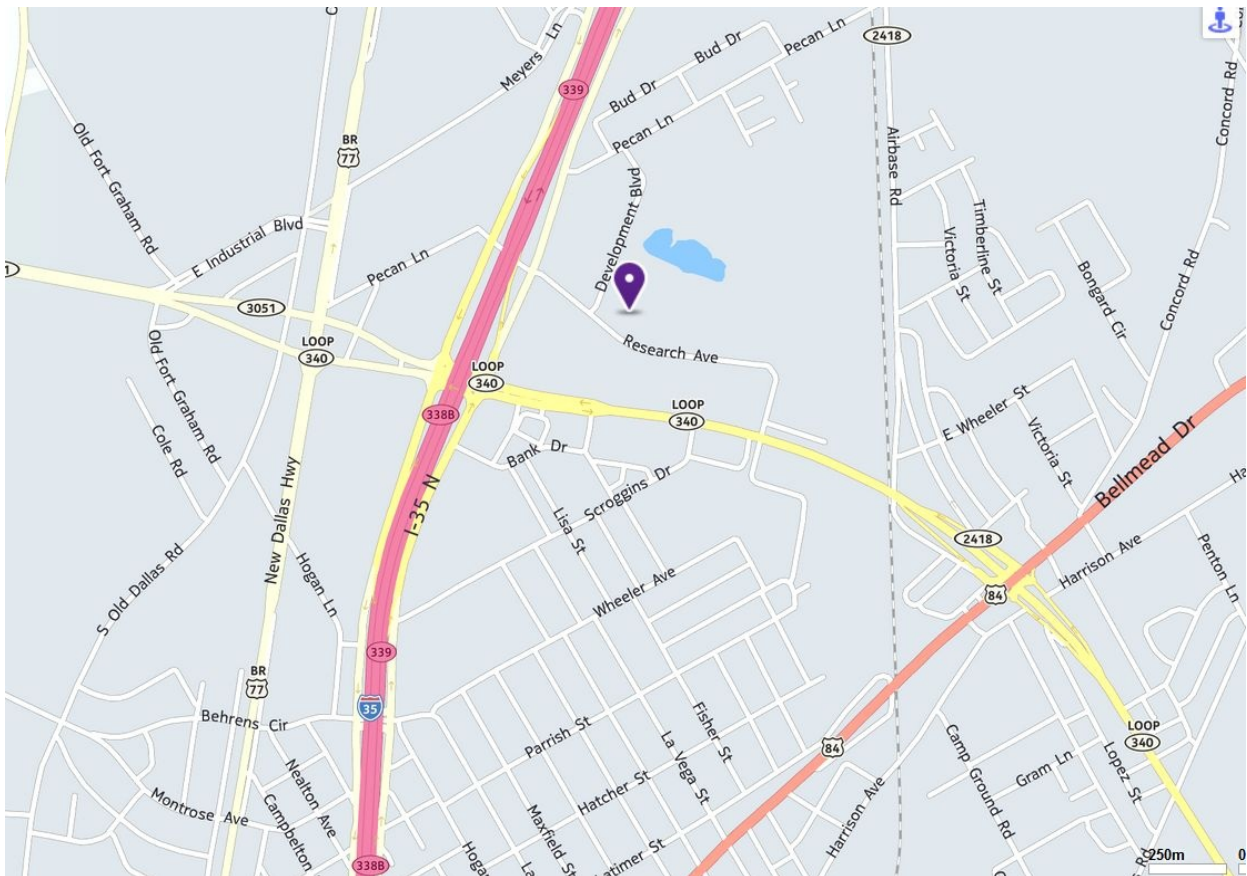 2418
Bud Dr
Pecan Ln
Meyers Ln
339
Bud Dr
Concord Rd
Old Fort Graham Rd
BR
77
Pecan Ln
Airbase Rd
Development Blvd
E Industrial Blvd
Timberline St
Victoria St
Pecan Ln
Bongard Cir
Concord Rd
3051
LOOP
340
Research Ave
LOOP
340
LOOP
340
338B
Old Fort Graham Rd
Cole Rd
E Wheeler St
Victoria St
Bank Dr
Scroggins Dr
Bellmead Dr
New Dallas Hwy
I-35 N
Lisa St
2418
Harrison Ave
Penton Ln
S Old Dallas Rd
Hogan Ln
Wheeler Ave
84
339
BR
77
35
Behrens Cir
Fisher St
Parrish St
La Vega St
84
Camp Ground Rd
LOOP
340
Gram Ln
Lopez St
Nealton Ave
Montrose Ave
Campbelton
Hatcher St
Maxfield St
Harrison Ave
338B
Rd
250m
0